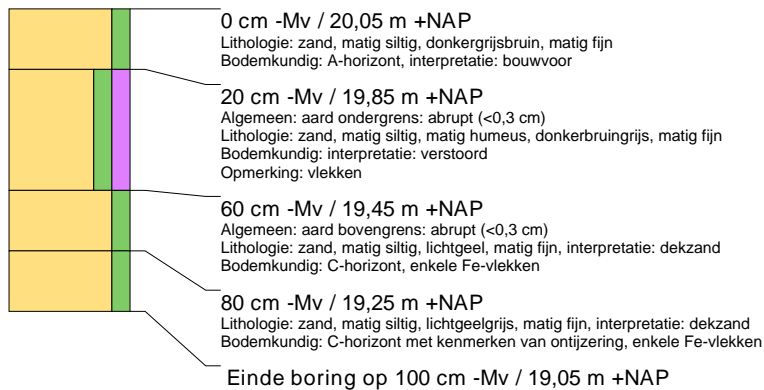 0 cm -Mv / 20,05 m +NAP
Lithologie: zand, matig siltig, donkergrijsbruin, matig fijn
Bodemkundig: A-horizont, interpretatie: bouwvoor
20 cm -Mv / 19,85 m +NAP
Algemeen: aard ondergrens: abrupt (<0,3 cm)
Lithologie: zand, matig siltig, matig humeus, donkerbruingrijs, matig fijn
Bodemkundig: interpretatie: verstoord
Opmerking: vlekken
60 cm -Mv / 19,45 m +NAP
Algemeen: aard bovengrens: abrupt (<0,3 cm)
Lithologie: zand, matig siltig, lichtgeel, matig fijn, interpretatie: dekzand
Bodemkundig: C-horizont, enkele Fe-vlekken
80 cm -Mv / 19,25 m +NAP
Lithologie: zand, matig siltig, lichtgeelgrijs, matig fijn, interpretatie: dekzand
Bodemkundig: C-horizont met kenmerken van ontijzering, enkele Fe-vlekken
Einde boring op 100 cm -Mv / 19,05 m +NAP